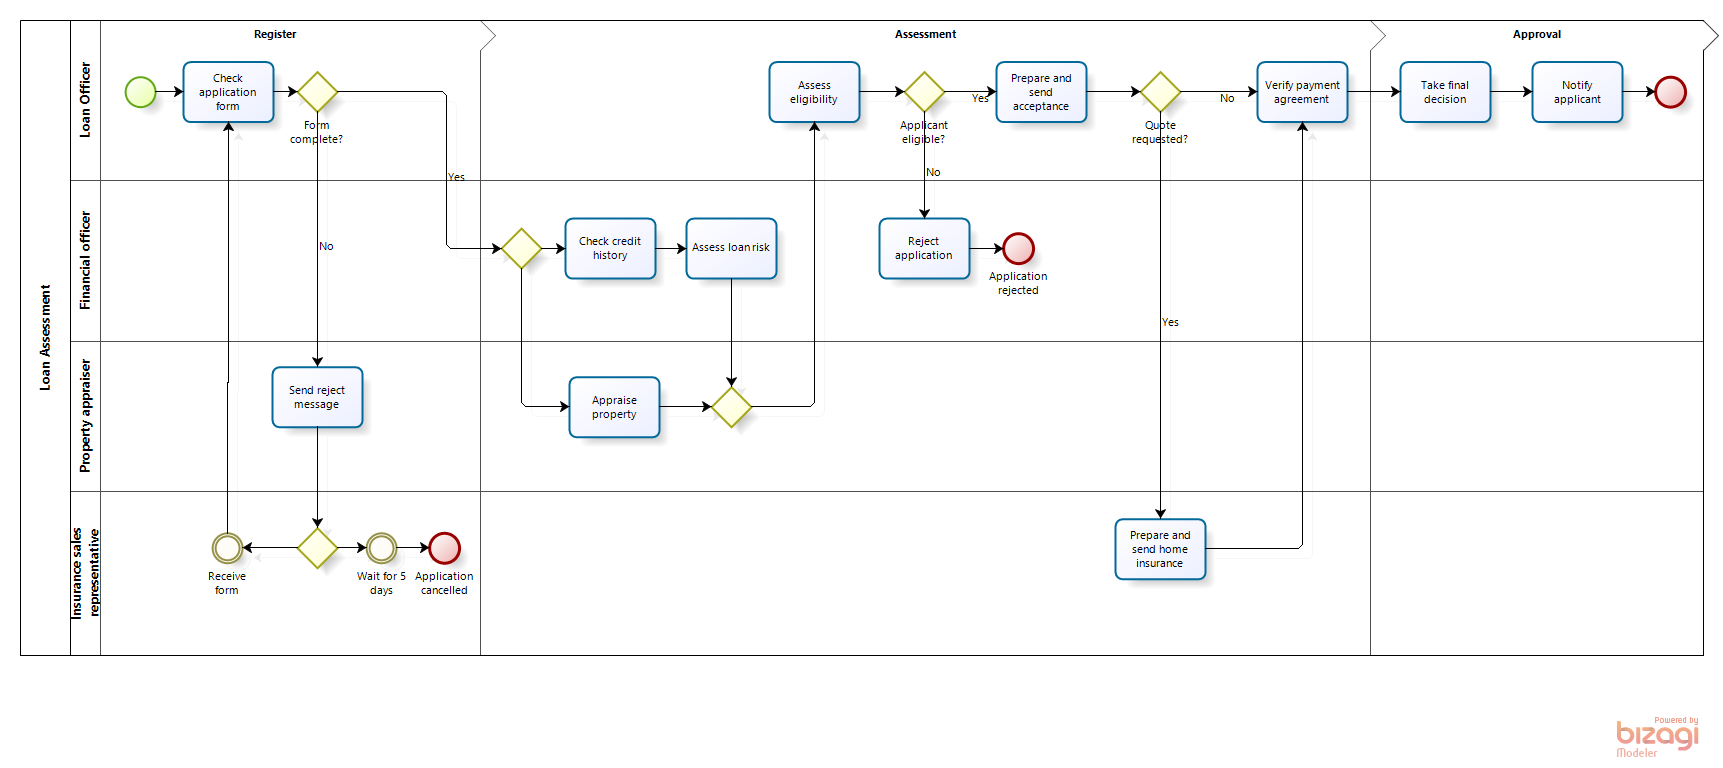 Register
Assessment
Approval
Loan Assessment
Loan Officer
Check
application
form
Form
complete?
Yes
No
Assess
eligibility
Applicant
eligible?
Yes
No
Prepare and
send
acceptance
Quote
requested?
No
Yes
Verify payment
agreement
Take final
decision
Notify
applicant
Financial officer
Check credit
history
Assess loan risk
Reject
application
Application
rejected
Property appraiser
Send reject
message
Appraise
property
Insurance sales
representative
Receive
form
Wait for 5
days
Application
cancelled
Prepare and
send home
insurance
Powered by
bizagi
Modeler